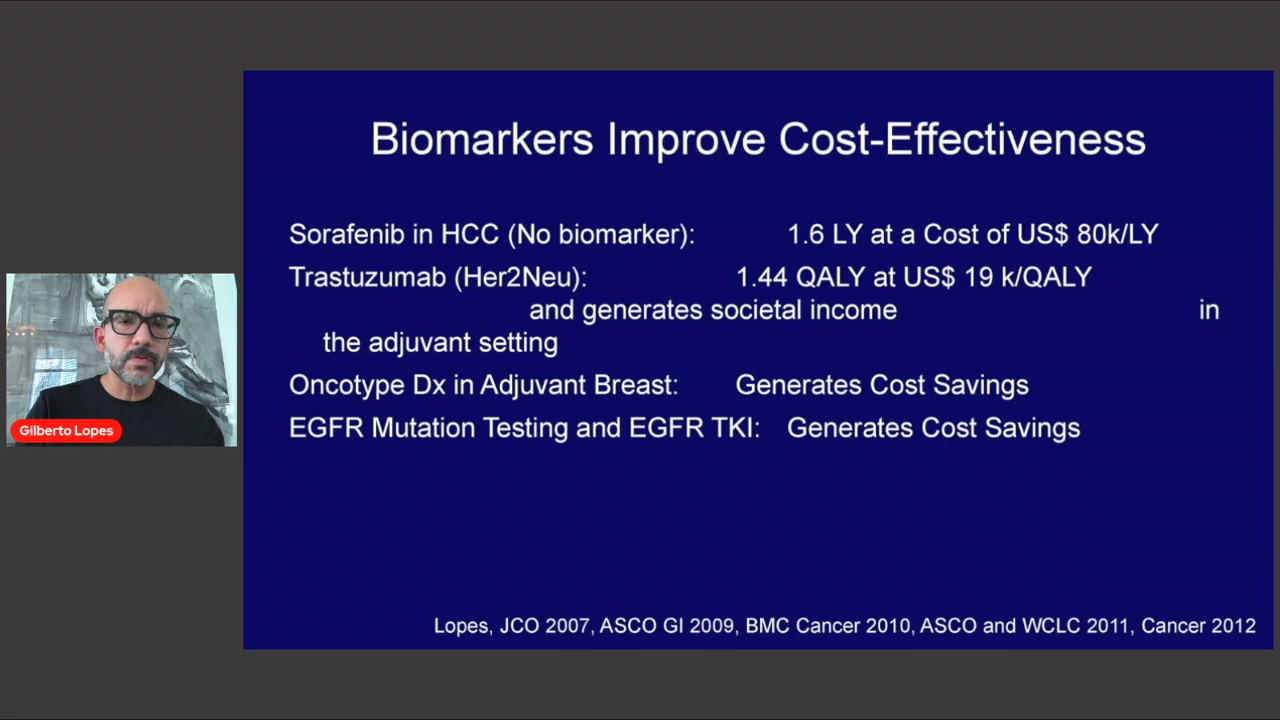 Biomarkers Improve Cost-Effectiveness
Sorafenib in HCC (No biomarker): 1.6 LY at a Cost of US$ 80k/LY
Trastuzumab (Her2Neu): 1.44 QALY at US$ 19 k/QALY
and generates societal income in
the adjuvant setting
Oncotype Dx in Adjuvant Breast: Generates Cost Savings
EGFR Mutation Testing and EGFR TKI: Generates Cost Savings
Gilberto Lopes
Lopes, JCO 2007, ASCO GI 2009, BMC Cancer 2010, ASCO and WCLC 2011, Cancer 2012